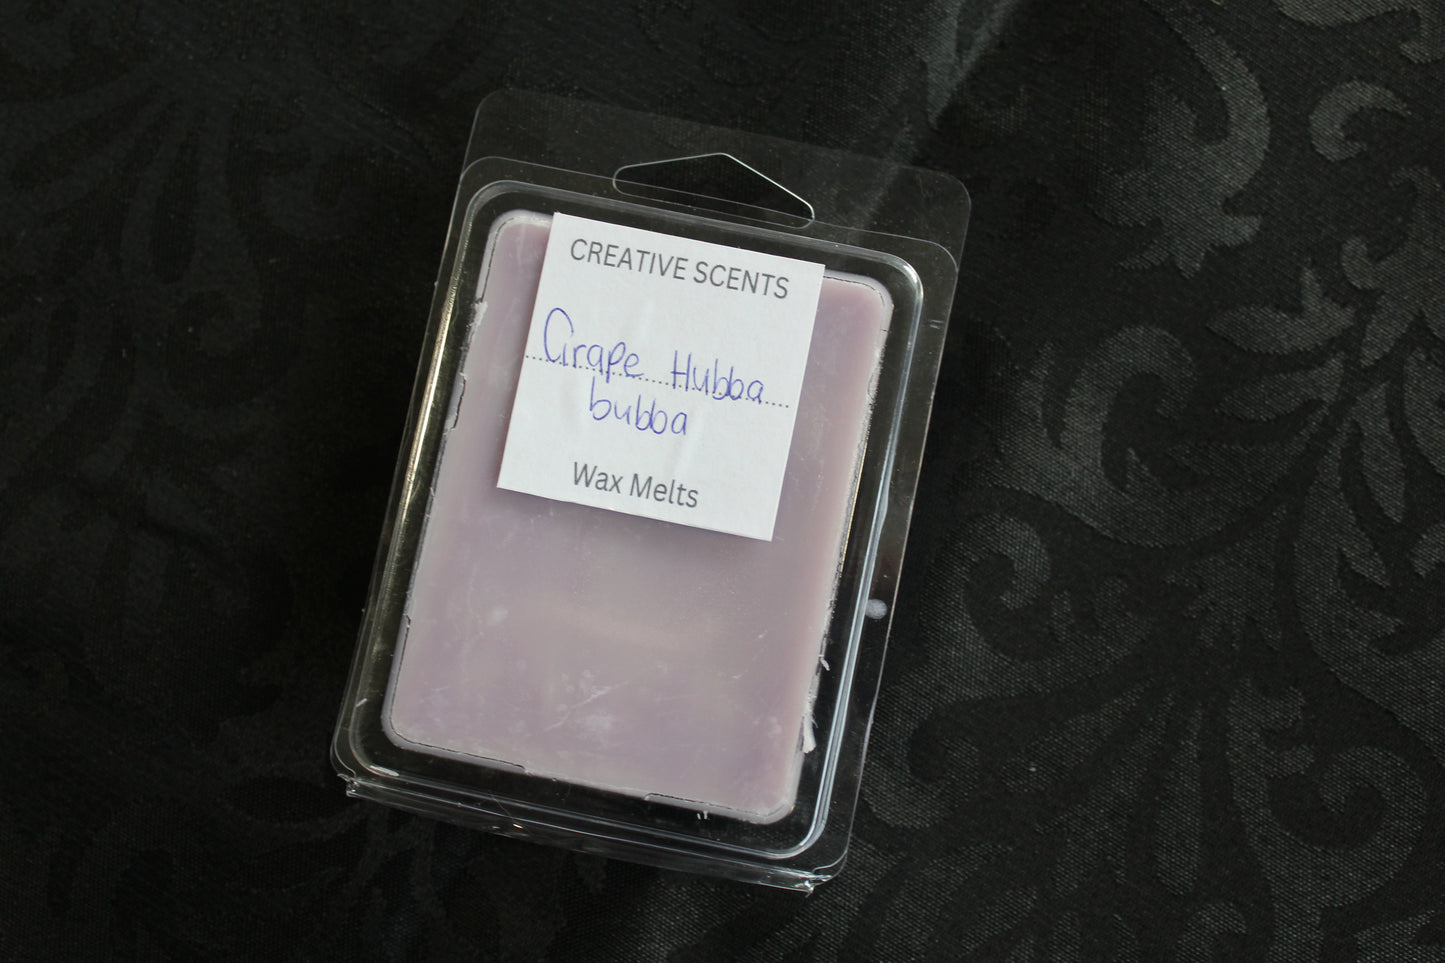 CREATIVE SCENTS
Grape Hubba
bubba
Wax Melts